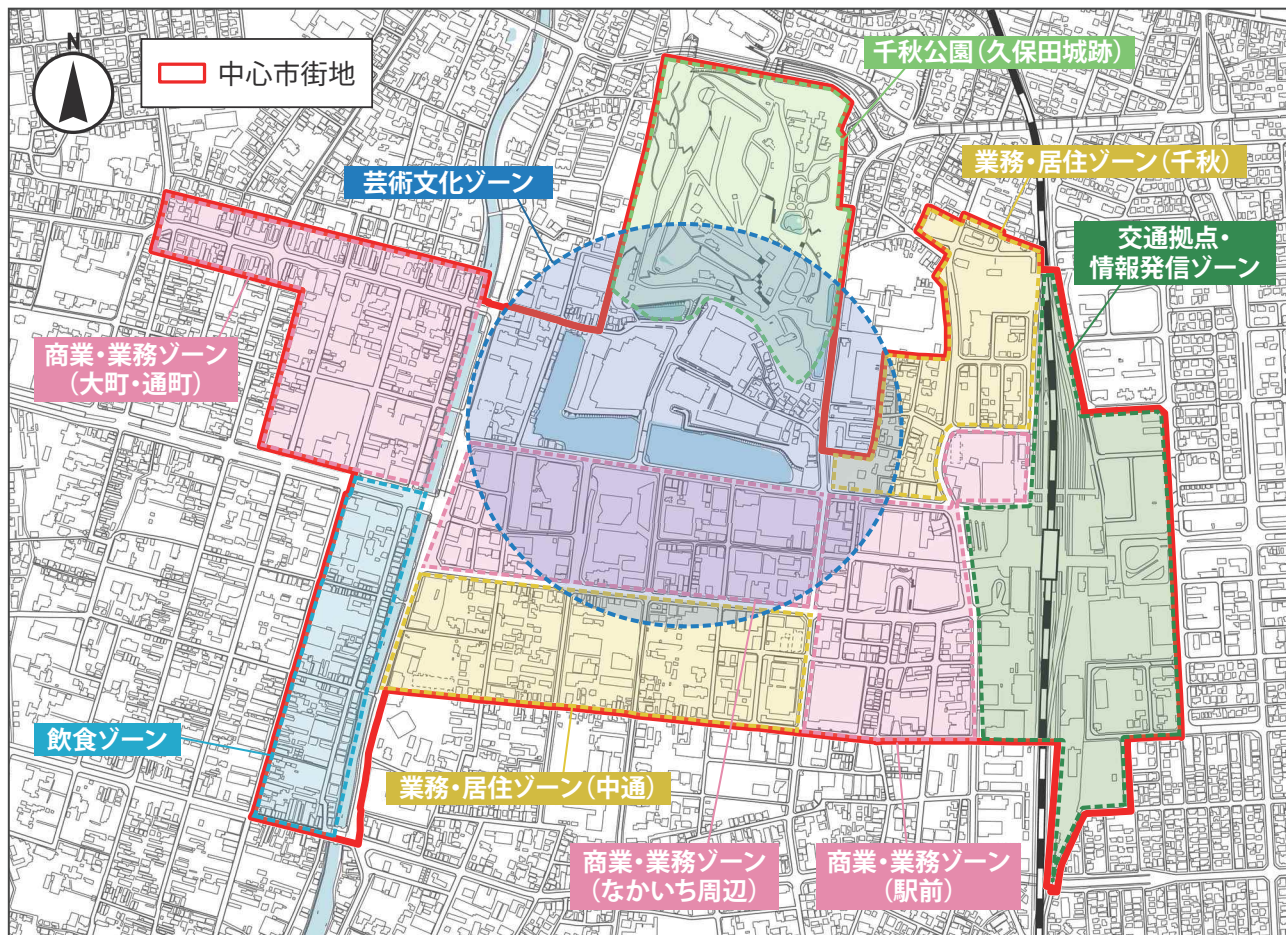 N
中心市街地
千秋公園(久保田城跡)
業務・居住ゾーン(千秋)
芸術文化ゾーン
交通拠点・
情報発信ゾーン
商業・業務ゾーン
(大町・通町)
飲食ゾーン
業務・居住ゾーン(中通)
商業・業務ゾーン
(なかいち周辺)
商業・業務ゾーン
(駅前)